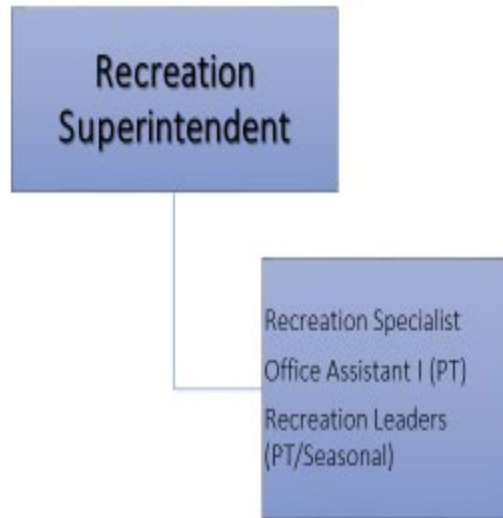 Recreation
Superintendent
Recreation Specialist
Office Assistant I (PT)
Recreation Leaders
(PT/Seasonal)